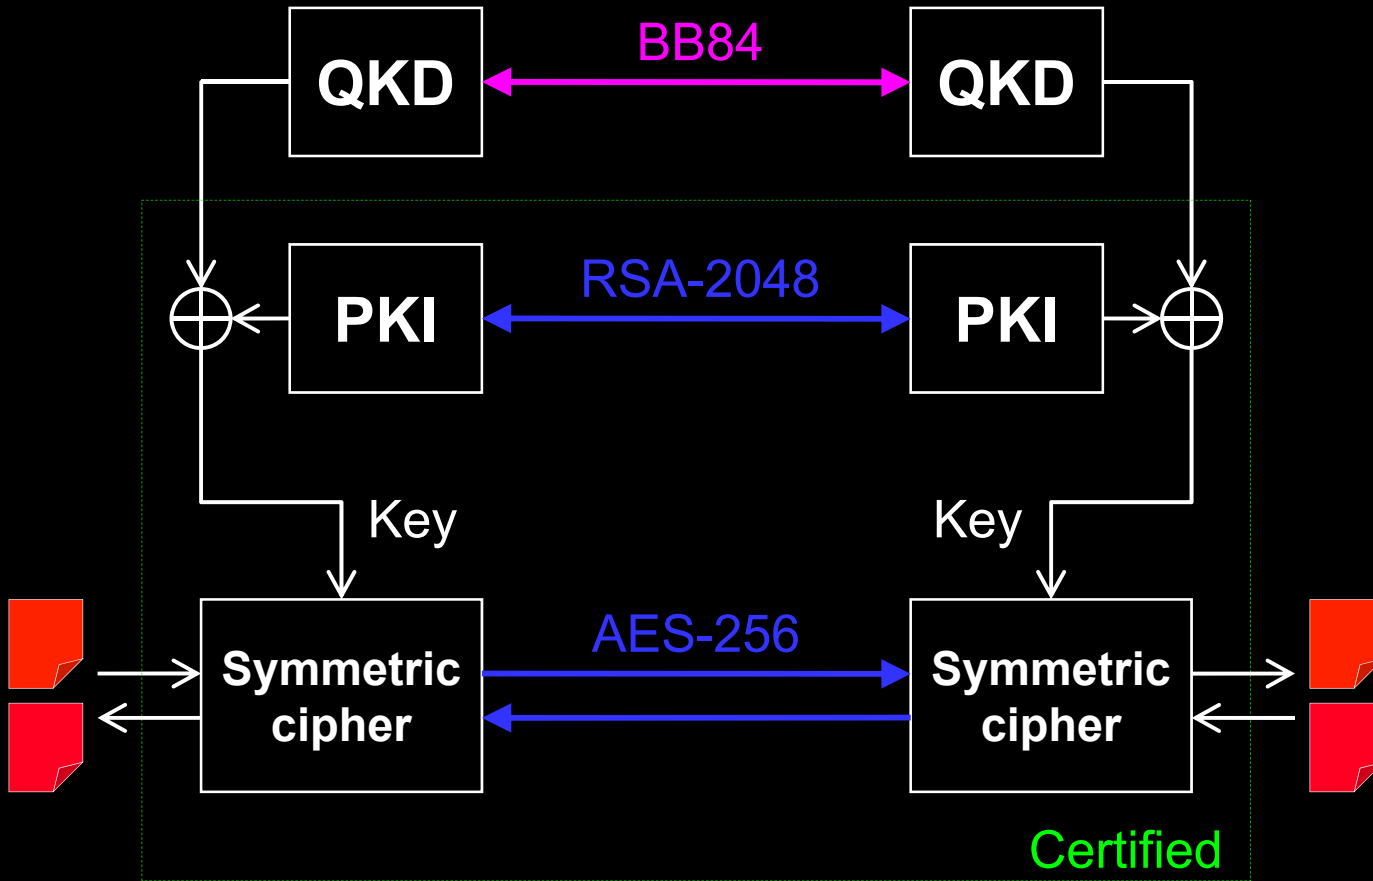 BB84
QKD
QKD
RSA-2048
PKI
PKI
Key
Key
AES-256
Symmetric
cipher
Symmetric
cipher
Certified